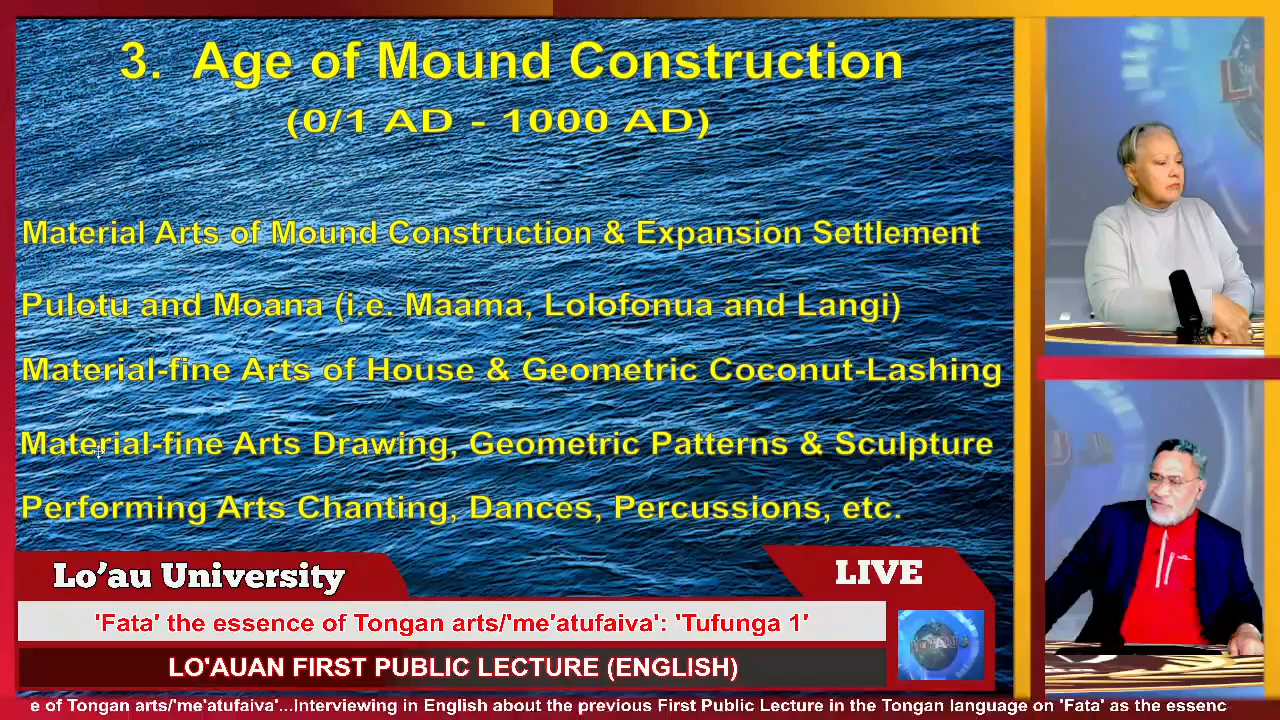 3. Age of Mound Construction
(0/1 AD - 1000 AD)
Material Arts of Mound Construction & Expansion Settlement
Pulotu and Moana (i.e. Maama, Lolofonua and Langi)
Material-fine Arts of House & Geometric Coconut-Lashing
Material-fine Arts Drawing, Geometric Patterns & Sculpture
Performing Arts Chanting, Dances, Percussions, etc.
Lo'au University
LIVE
'Fata' the essence of Tongan arts/'me'atufaiva': 'Tufunga 1'
LO'AUAN FIRST PUBLIC LECTURE (ENGLISH)
e of Tongan arts/'me'atufaiva'...Interviewing in English about the previous First Public Lecture in the Tongan language on 'Fata' as the essenc